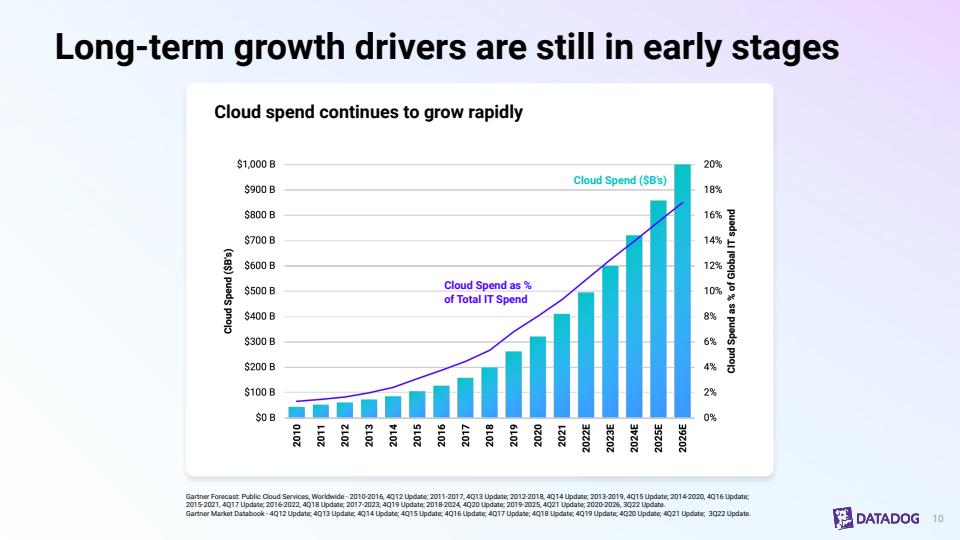 Long-term growth drivers are still in early stages
Cloud spend continues to grow rapidly
$1,000 B
$900 B
$800 B
$700 B
$600 B
$500 B
$400 B
$300 B
$200 B
$100 B
$0 B
Cloud Spend ($B's)
Cloud Spend ($B's)
Cloud Spend as %
of Total IT Spend
20%
18%
16%
14%
12%
10%
8%
6%
4%
2%
0%
Cloud Spend as % of Global IT spend
2010
2011
2012
2013
2014
2015
2016
2017
2018
2019
2020
2021
2022E
2023E
2024E
2025E
2026E
Gartner Forecast: Public Cloud Services, Worldwide - 2010-2016, 4Q12 Update; 2011-2017, 4Q13 Update; 2012-2018, 4Q14 Update; 2013-2019, 4Q15 Update; 2014-2020, 4Q16 Update;
2015-2021, 4Q17 Update; 2016-2022, 4Q18 Update; 2017-2023, 4Q19 Update; 2018-2024, 4Q20 Update; 2019-2025, 4Q21 Update; 2020-2026, 3Q22 Update.
Gartner Market Databook - 4Q12 Update; 4Q13 Update; 4Q14 Update; 4Q15 Update; 4Q16 Update; 4Q17 Update; 4Q18 Update; 4Q19 Update; 4Q20 Update; 4Q21 Update; 3Q22 Update.
DATADOG
10